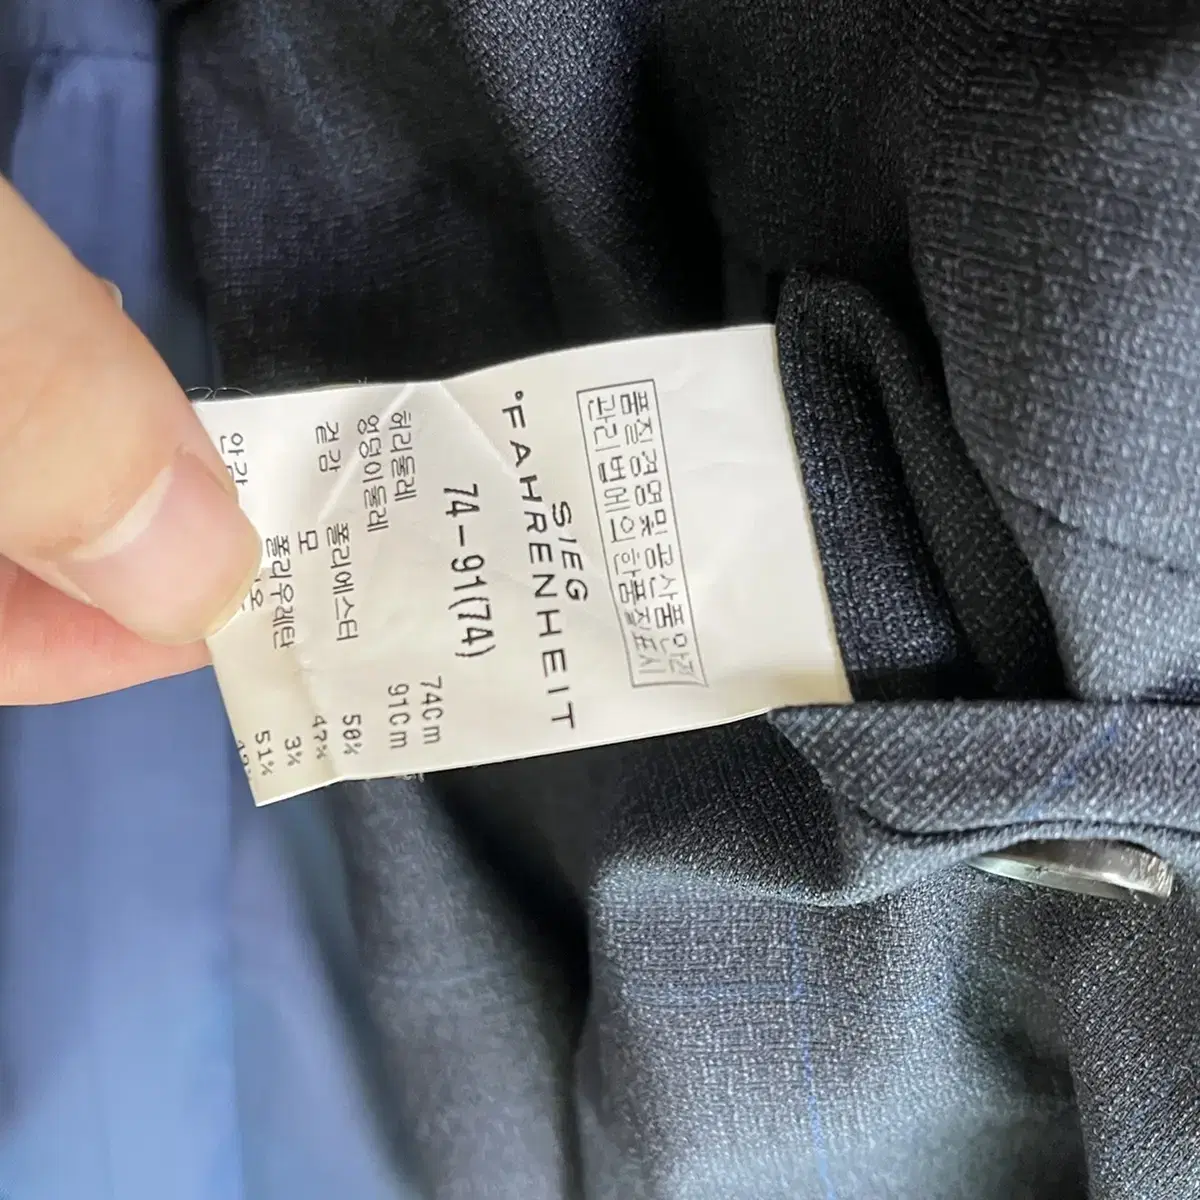 품질경영및공산품안전
관리법에의한품질표시
SIEG
°FAHRENHEIT
74-91(74)
허리둘레 74Cm
엉덩이둘레 91Cm
겉감 폴리에스터 50%
모 47%
폴리우레탄 3%
51%